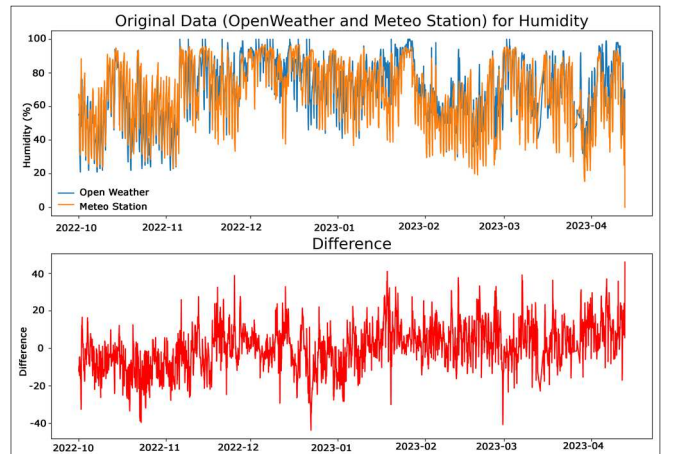 Original Data (OpenWeather and Meteo Station) for Humidity
100
80
60
40
20
0
Humidity (%)
Open Weather
Meteo Station
2022-10 2022-11 2022-12 2023-01 2023-02 2023-03 2023-04
Difference
40
20
0
-20
-40
Difference
2022-10 2022-11 2022-12 2023-01 2023-02 2023-03 2023-04